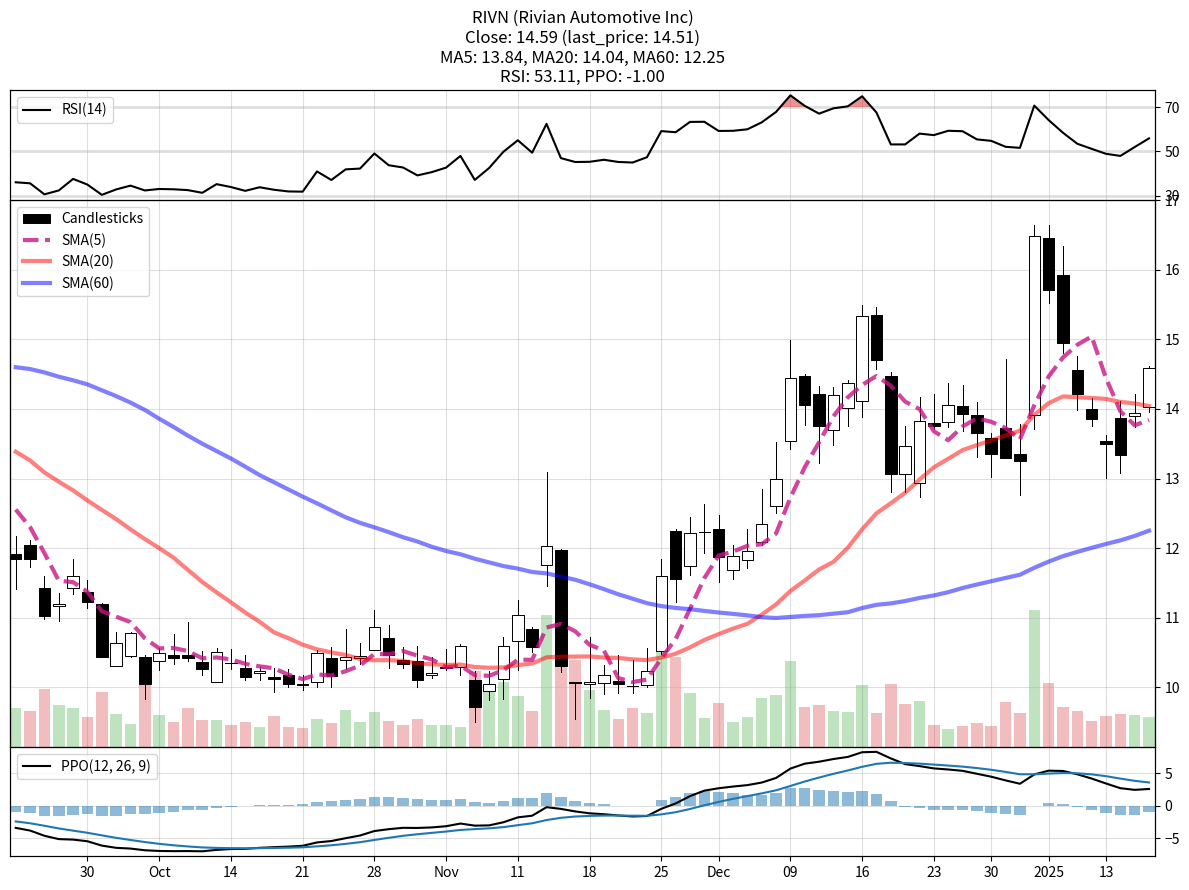 RIVN (Rivian Automotive Inc)
Close: 14.59 (last_price: 14.51)
MA5: 13.84, MA20: 14.04, MA60: 12.25
RSI: 53.11, PPO: -1.00
RSI(14)
70
50
30
Candlesticks
SMA(5)
SMA(20)
SMA(60)
17
16
15
14
13
12
11
10
PPO(12, 26, 9)
5
0
−5
30 Oct 14 21 28 Nov 11 18 25 Dec 09 16 23 30 2025 13